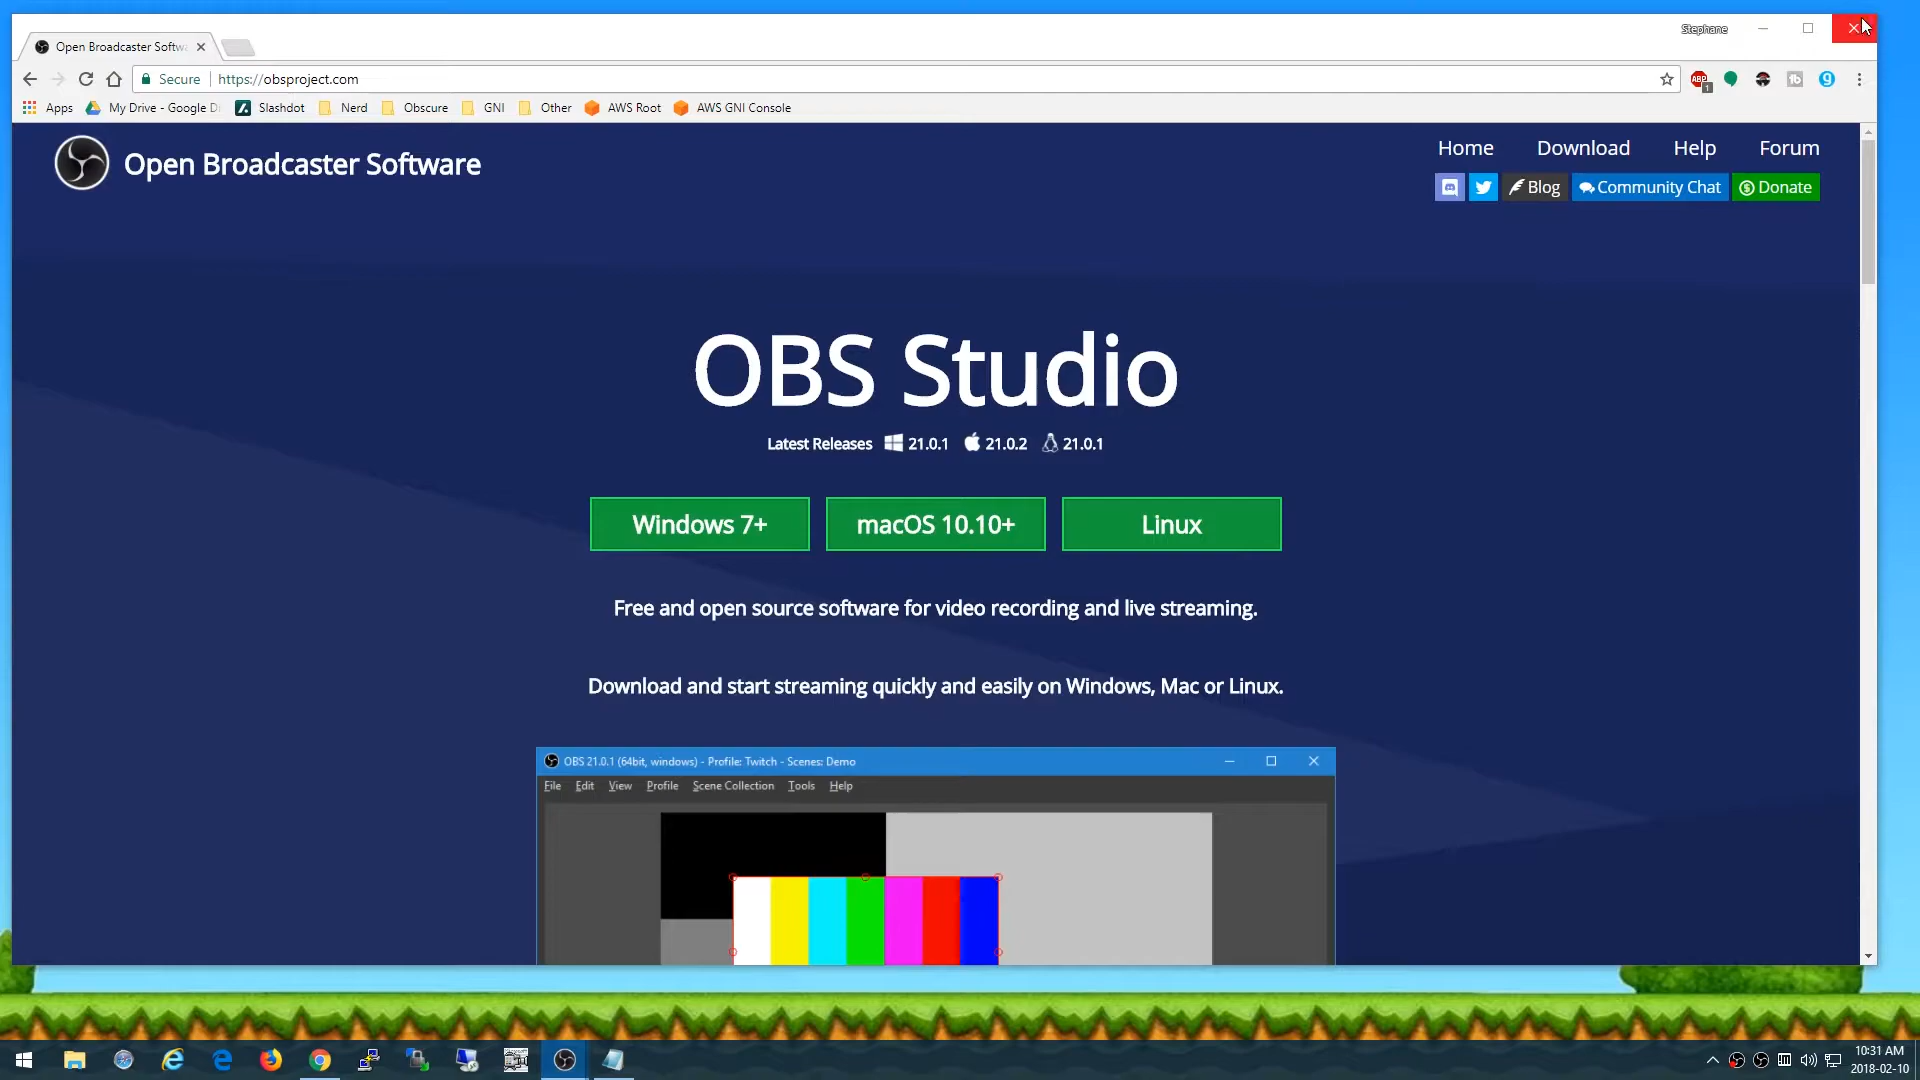 Stephane
Open Broadcaster Softw
Secure https://obsproject.com
Apps My Drive - Google D Slashdot Nerd Obscure GNI Other AWS Root AWS GNI Console
Open Broadcaster Software
Home Download Help Forum
Blog Community Chat Donate
OBS Studio
Latest Releases 21.0.1 21.0.2 21.0.1
Windows 7+ macOS 10.10+ Linux
Free and open source software for video recording and live streaming.
Download and start streaming quickly and easily on Windows, Mac or Linux.
OBS 21.0.1 (64bit, windows) - Profile: Twitch - Scenes: Demo
File Edit View Profile Scene Collection Tools Help
10:31 AM
2018-02-10